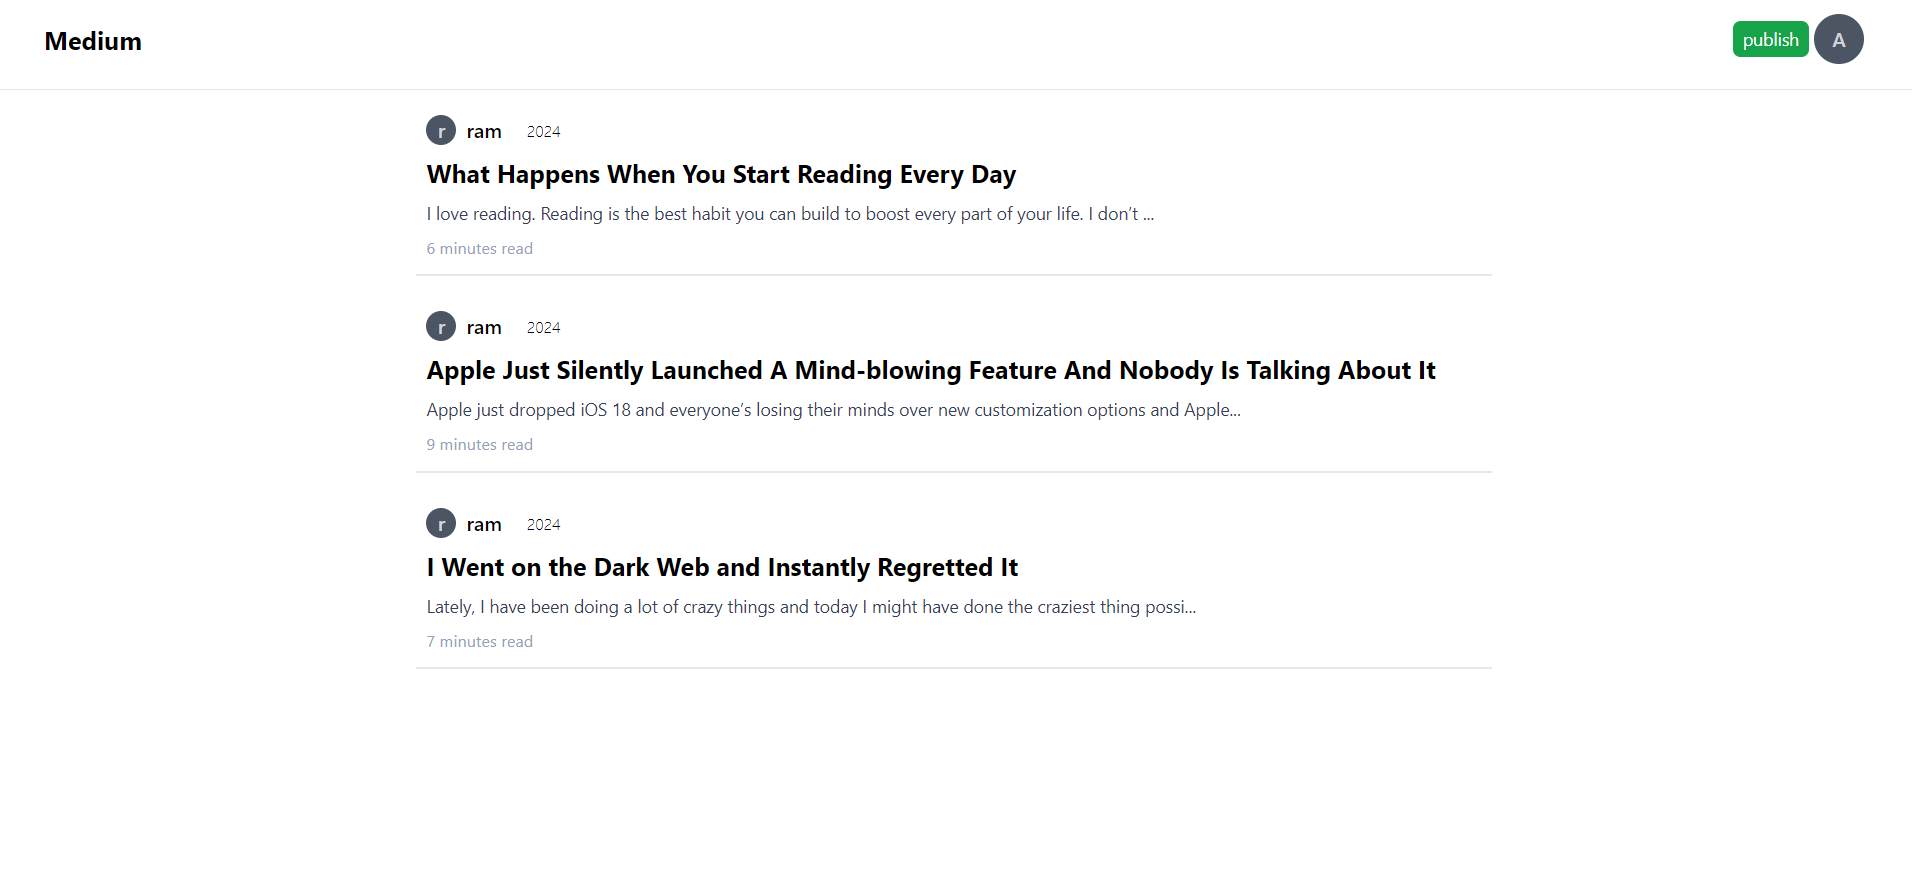 Medium
publish
A
r ram 2024
What Happens When You Start Reading Every Day
I love reading. Reading is the best habit you can build to boost every part of your life. I don’t ...
6 minutes read
r ram 2024
Apple Just Silently Launched A Mind-blowing Feature And Nobody Is Talking About It
Apple just dropped iOS 18 and everyone’s losing their minds over new customization options and Apple...
9 minutes read
r ram 2024
I Went on the Dark Web and Instantly Regretted It
Lately, I have been doing a lot of crazy things and today I might have done the craziest thing possi...
7 minutes read